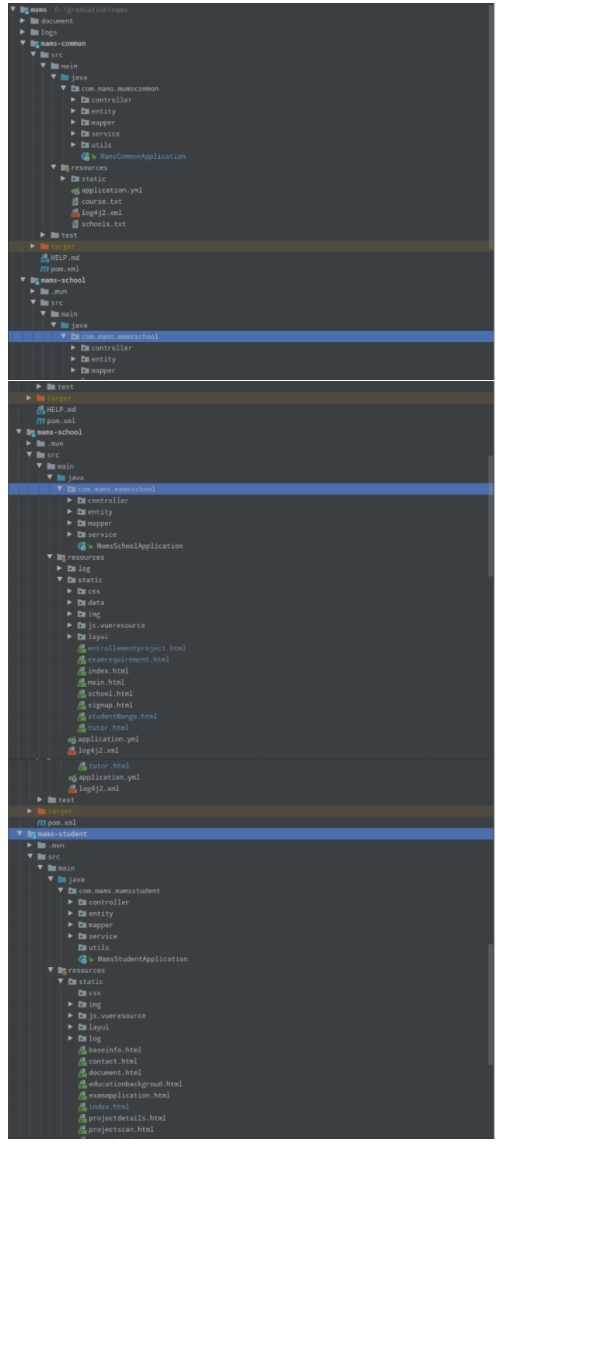 mams D:\graduation\mams
document
logs
mams-common
src
main
java
com.mams.mamscommon
controller
entity
mapper
service
utils
MamsCommonApplication
resources
static
application.yml
course.txt
log4j2.xml
schools.txt
test
target
HELP.md
pom.xml
mams-school
.mvn
src
main
java
com.mams.mamsschool
controller
entity
mapper
test
target
HELP.md
pom.xml
mams-school
.mvn
src
main
java
com.mams.mamsschool
controller
entity
mapper
service
MamsSchoolApplication
resources
log
static
css
data
img
js.vueresource
layui
entrollementproject.html
examrequirement.html
index.html
main.html
school.html
signup.html
studentMange.html
tutor.html
application.yml
log4j2.xml
tutor.html
application.yml
log4j2.xml
test
target
pom.xml
mams-student
.mvn
src
main
java
com.mams.mamsstudent
controller
entity
mapper
service
utils
MamsStudentApplication
resources
static
css
img
js.vueresource
layui
log
baseinfo.html
contact.html
document.html
educationbackgroud.html
examapplication.html
index.html
projectdetails.html
projectscan.html